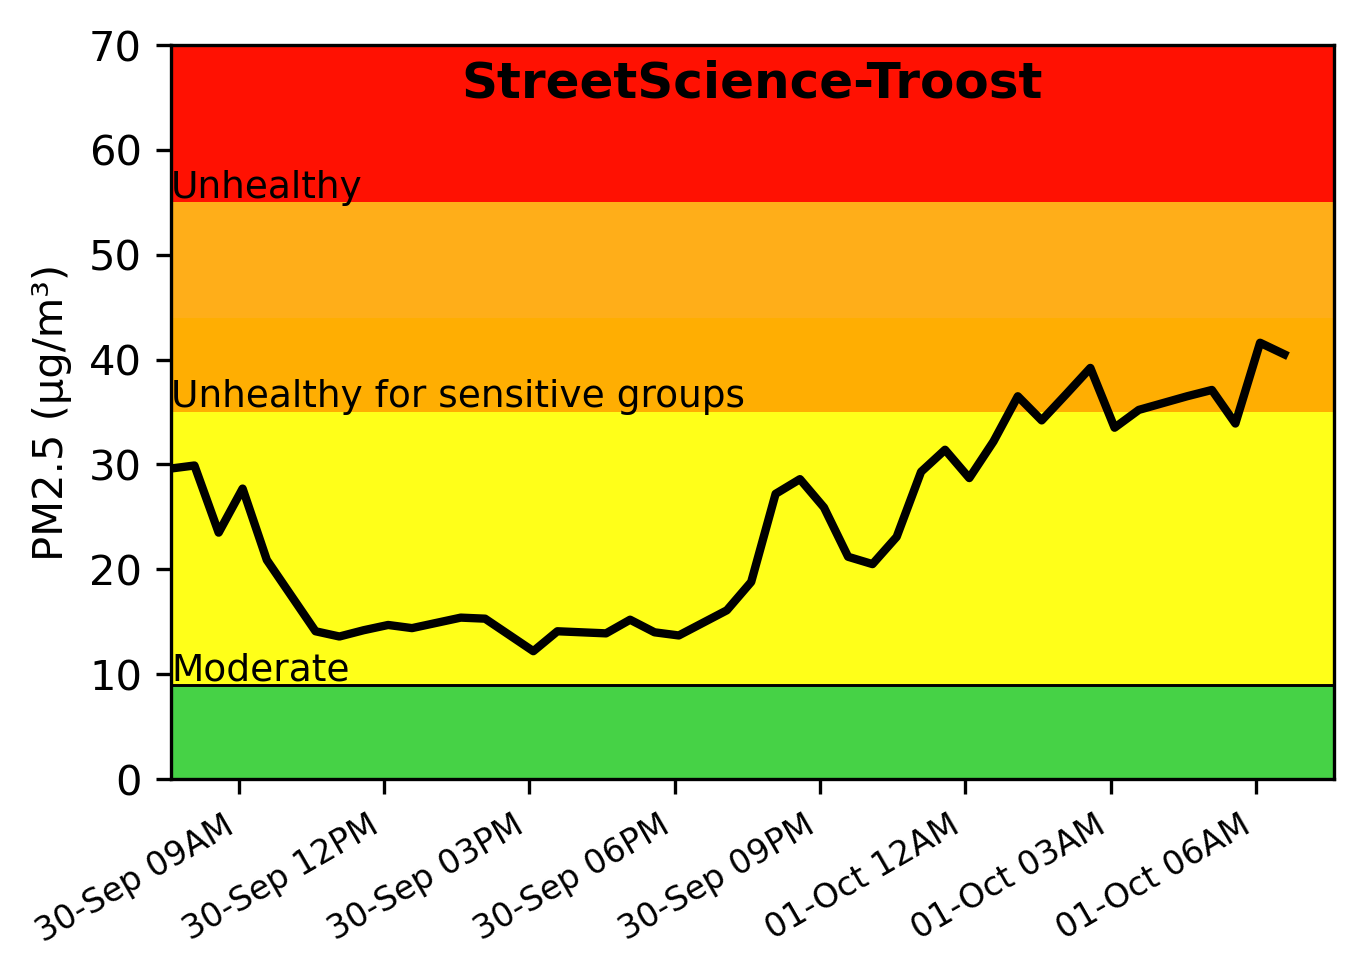 StreetScience-Troost
70
60
50
40
30
20
10
0
PM2.5 (µg/m³)
Unhealthy
Unhealthy for sensitive groups
Moderate
30-Sep 09AM
30-Sep 12PM
30-Sep 03PM
30-Sep 06PM
30-Sep 09PM
01-Oct 12AM
01-Oct 03AM
01-Oct 06AM